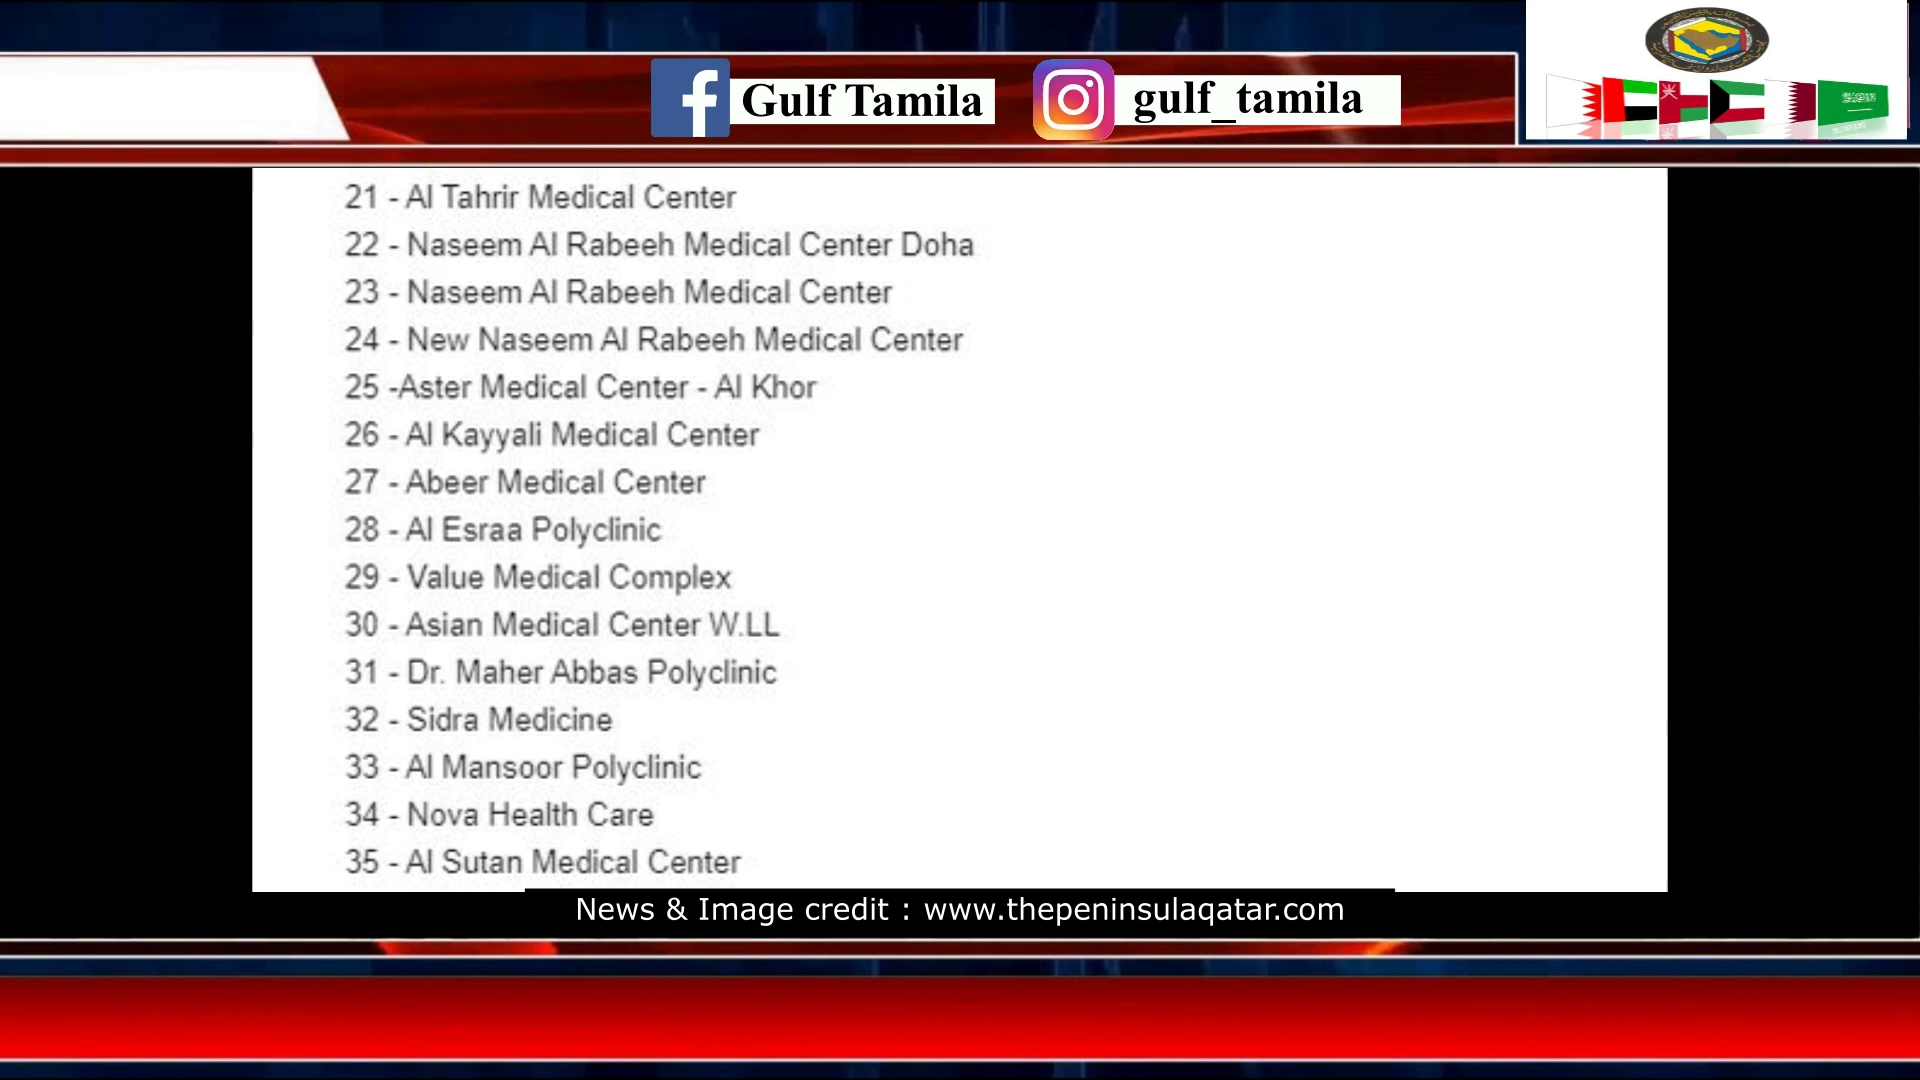 Gulf Tamila
gulf_tamila
21 - Al Tahrir Medical Center
22 - Naseem Al Rabeeh Medical Center Doha
23 - Naseem Al Rabeeh Medical Center
24 - New Naseem Al Rabeeh Medical Center
25 -Aster Medical Center - Al Khor
26 - Al Kayyali Medical Center
27 - Abeer Medical Center
28 - Al Esraa Polyclinic
29 - Value Medical Complex
30 - Asian Medical Center W.LL
31 - Dr. Maher Abbas Polyclinic
32 - Sidra Medicine
33 - Al Mansoor Polyclinic
34 - Nova Health Care
35 - Al Sutan Medical Center
News & Image credit : www.thepeninsulaqatar.com